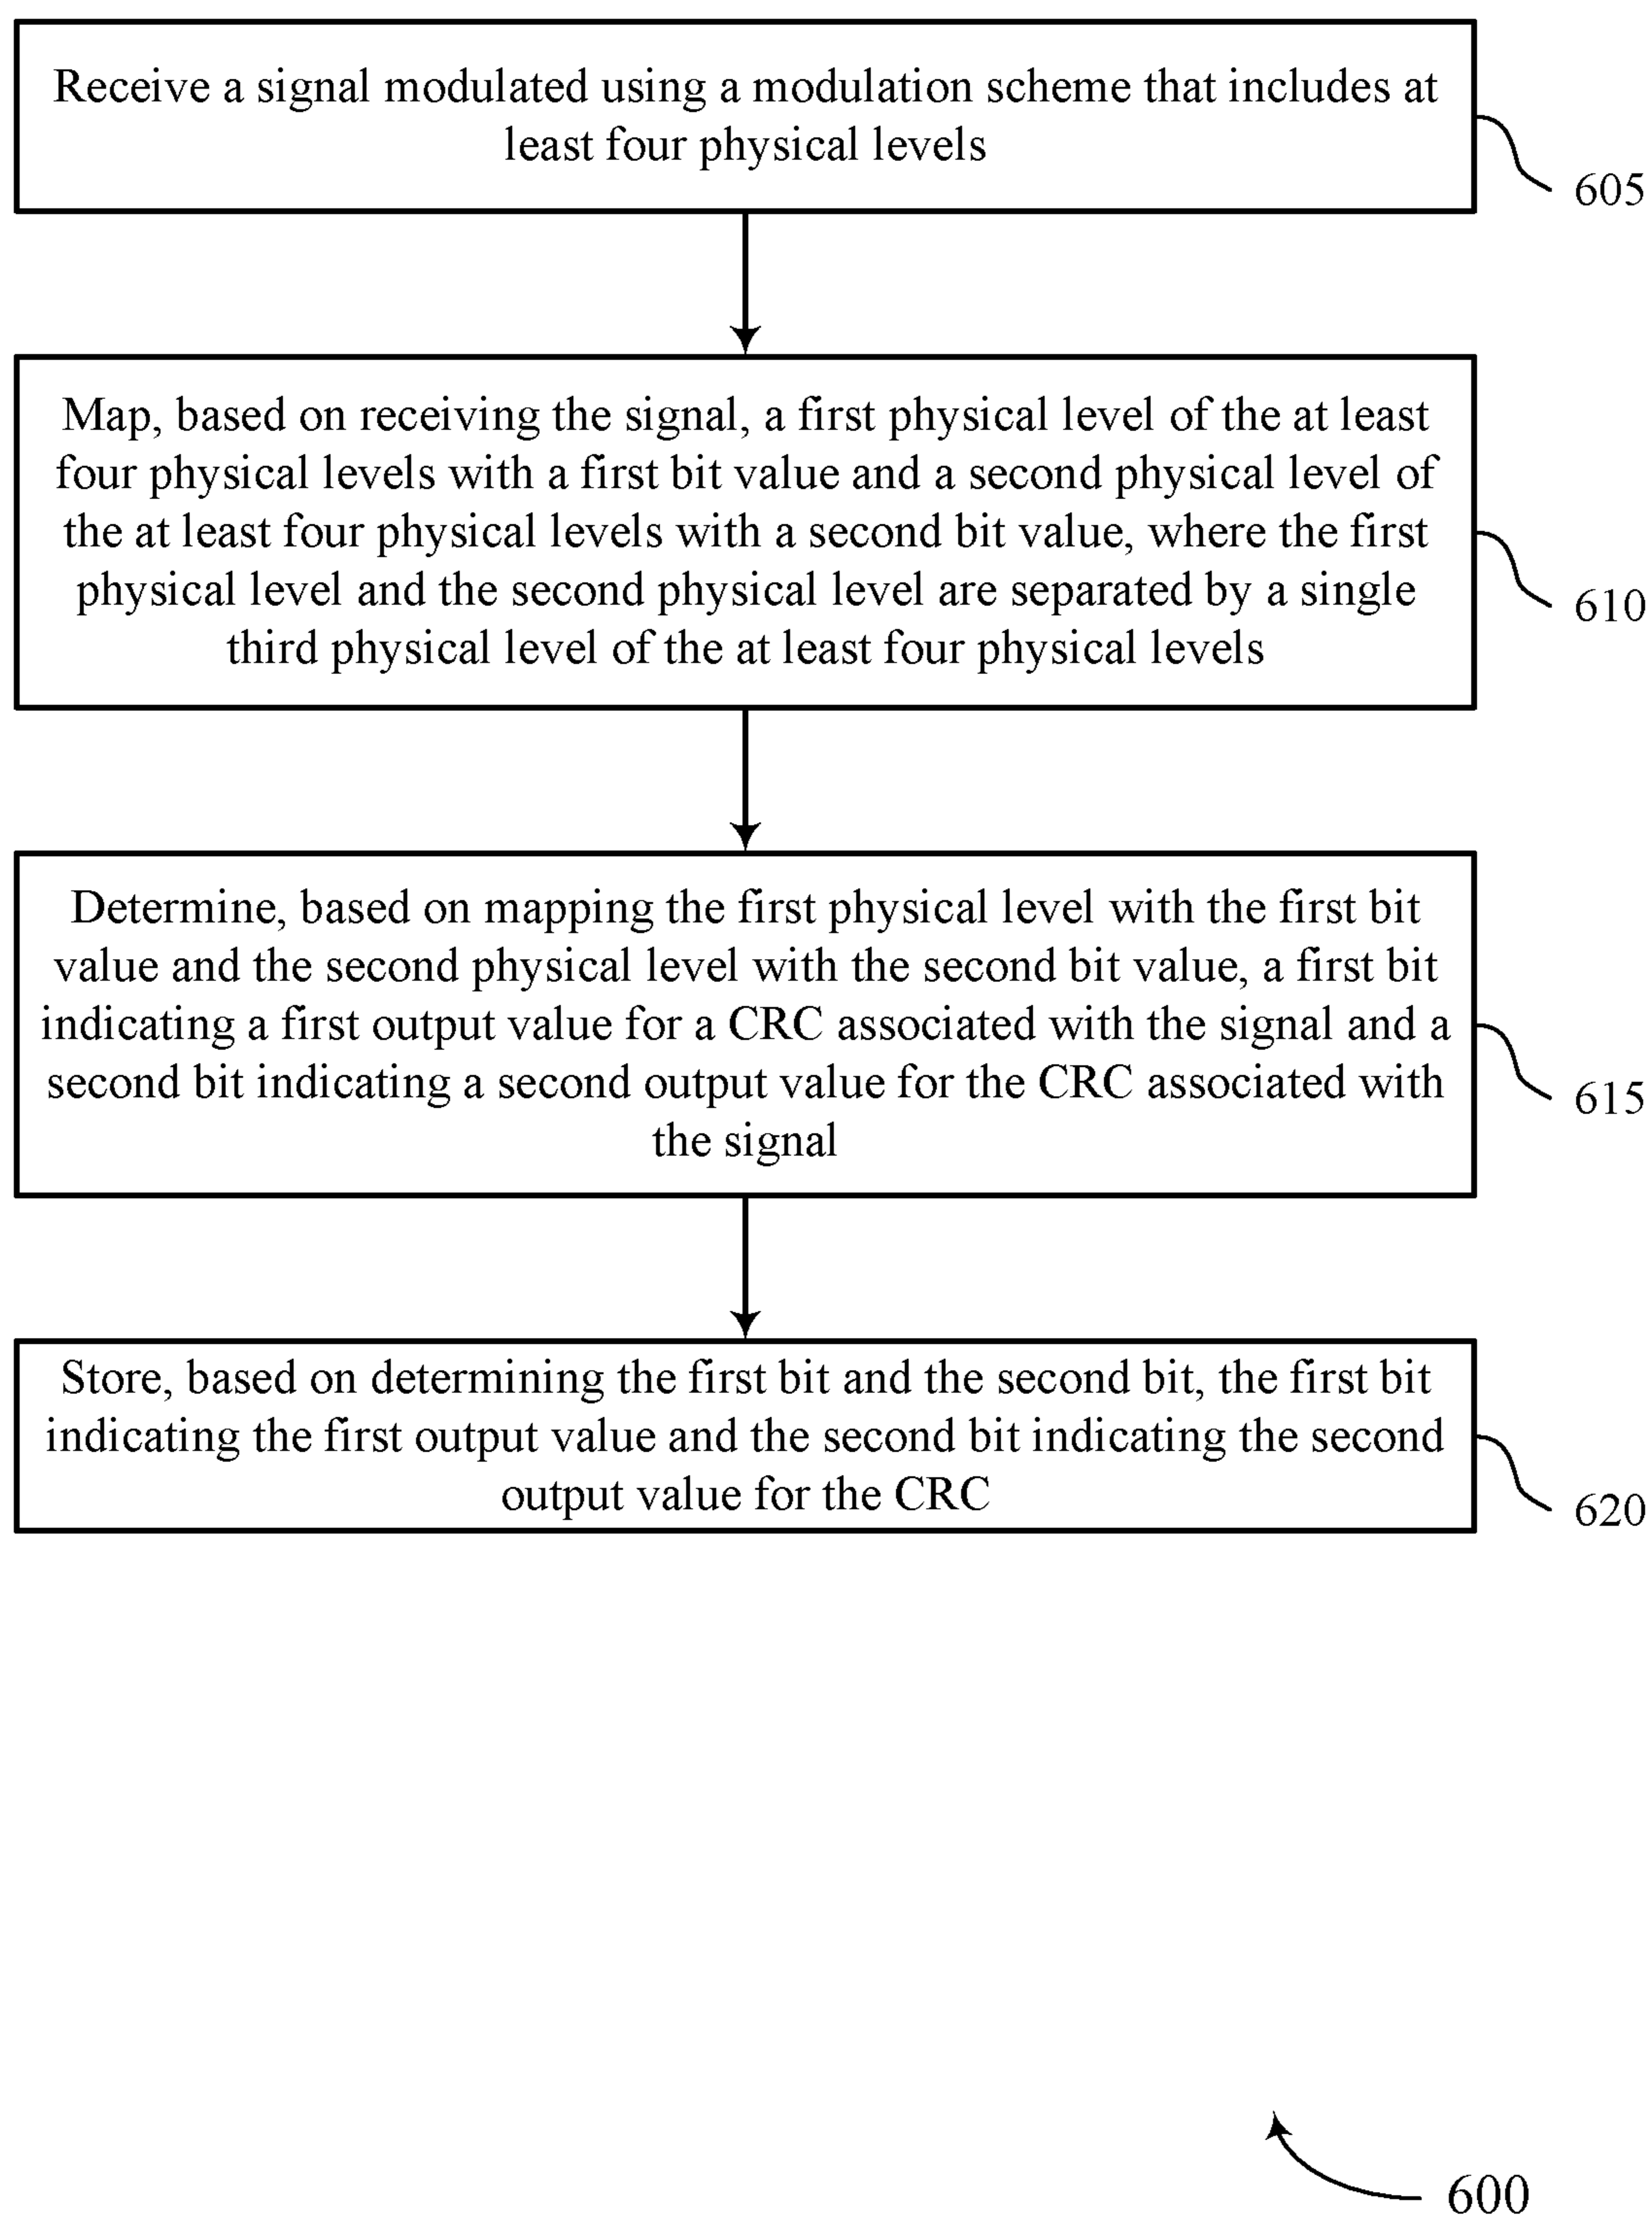 Receive a signal modulated using a modulation scheme that includes at
least four physical levels
605
Map, based on receiving the signal, a first physical level of the at least
four physical levels with a first bit value and a second physical level of
the at least four physical levels with a second bit value, where the first
physical level and the second physical level are separated by a single
third physical level of the at least four physical levels
610
Determine, based on mapping the first physical level with the first bit
value and the second physical level with the second bit value, a first bit
indicating a first output value for a CRC associated with the signal and a
second bit indicating a second output value for the CRC associated with
the signal
615
Store, based on determining the first bit and the second bit, the first bit
indicating the first output value and the second bit indicating the second
output value for the CRC
620
600